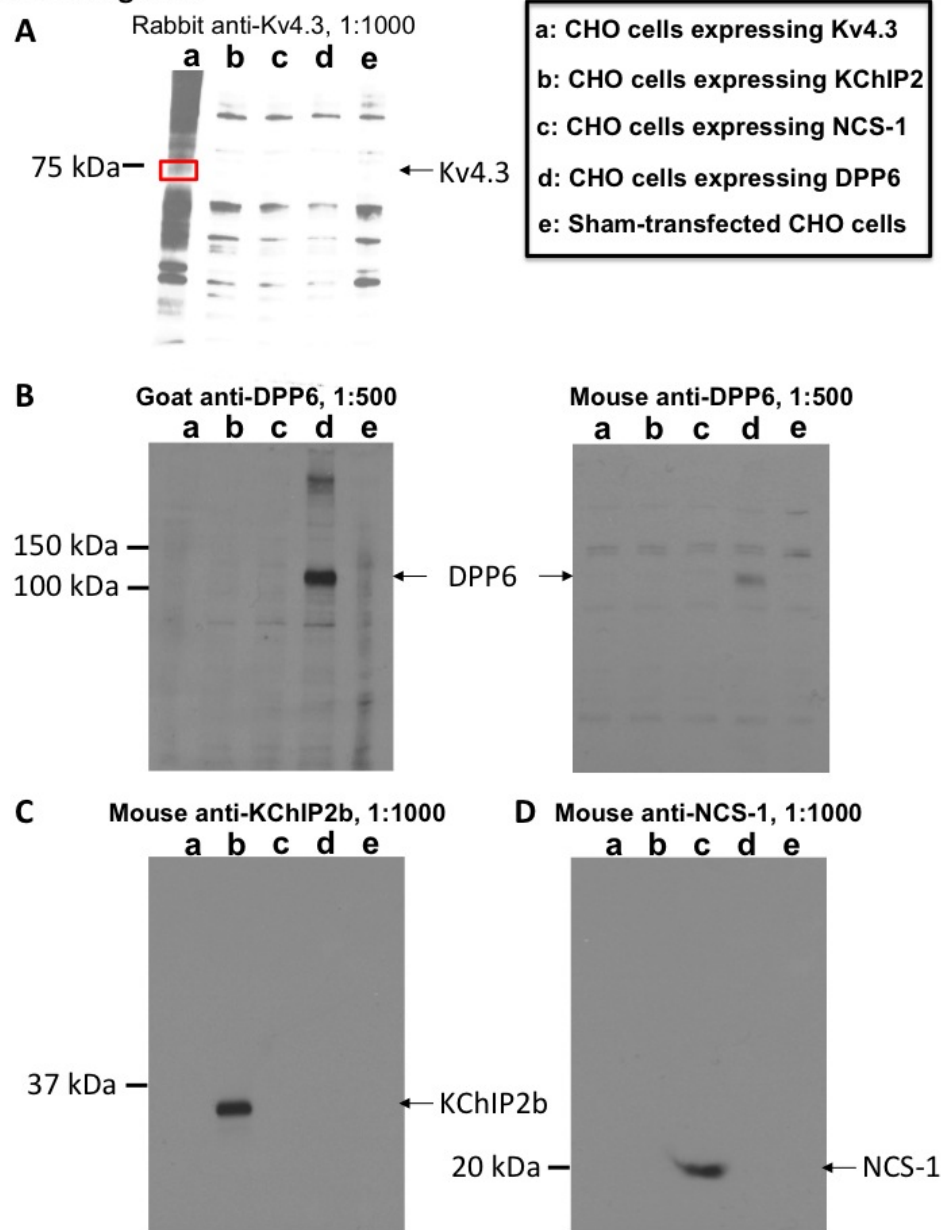 A
Rabbit anti-Kv4.3, 1:1000
a b c d e
75 kDa
Kv4.3
a: CHO cells expressing Kv4.3
b: CHO cells expressing KChIP2
c: CHO cells expressing NCS-1
d: CHO cells expressing DPP6
e: Sham-transfected CHO cells
B
Goat anti-DPP6, 1:500
a b c d e
150 kDa
100 kDa
DPP6
Mouse anti-DPP6, 1:500
a b c d e
C
Mouse anti-KChIP2b, 1:1000
a b c d e
37 kDa
KChIP2b
D
Mouse anti-NCS-1, 1:1000
a b c d e
20 kDa
NCS-1